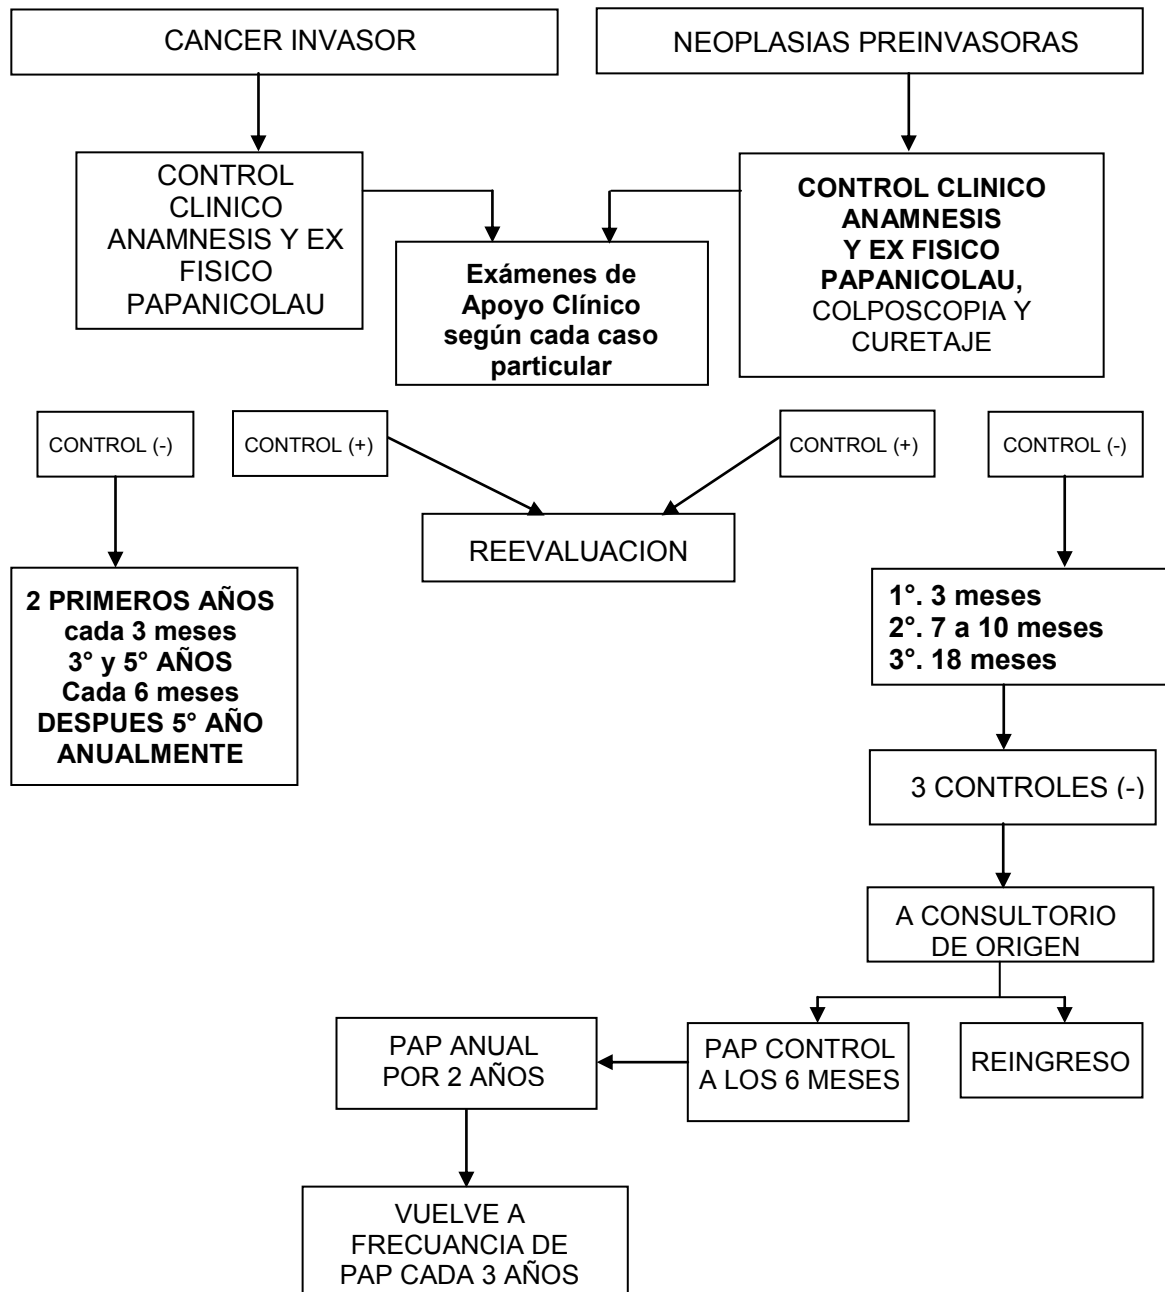 CANCER INVASOR
NEOPLASIAS PREINVASORAS
CONTROL
CLINICO
ANAMNESIS Y EX
FISICO
PAPANICOLAU
Exámenes de
Apoyo Clínico
según cada caso
particular
CONTROL CLINICO
ANAMNESIS
Y EX FISICO
PAPANICOLAU,
COLPOSCOPIA Y
CURETAJE
CONTROL (-)
CONTROL (+)
CONTROL (+)
CONTROL (-)
REEVALUACION
2 PRIMEROS AÑOS
cada 3 meses
3° y 5° AÑOS
Cada 6 meses
DESPUES 5° AÑO
ANUALMENTE
1°. 3 meses
2°. 7 a 10 meses
3°. 18 meses
3 CONTROLES (-)
A CONSULTORIO
DE ORIGEN
PAP ANUAL
POR 2 AÑOS
PAP CONTROL
A LOS 6 MESES
REINGRESO
VUELVE A
FRECUANCIA DE
PAP CADA 3 AÑOS